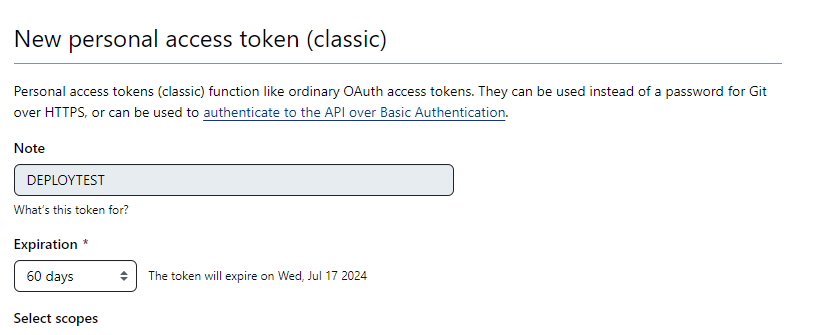 New personal access token (classic)
Personal access tokens (classic) function like ordinary OAuth access tokens. They can be used instead of a password for Git
over HTTPS, or can be used to authenticate to the API over Basic Authentication.
Note
DEPLOYTEST
What's this token for?
Expiration *
60 days The token will expire on Wed, Jul 17 2024
Select scopes